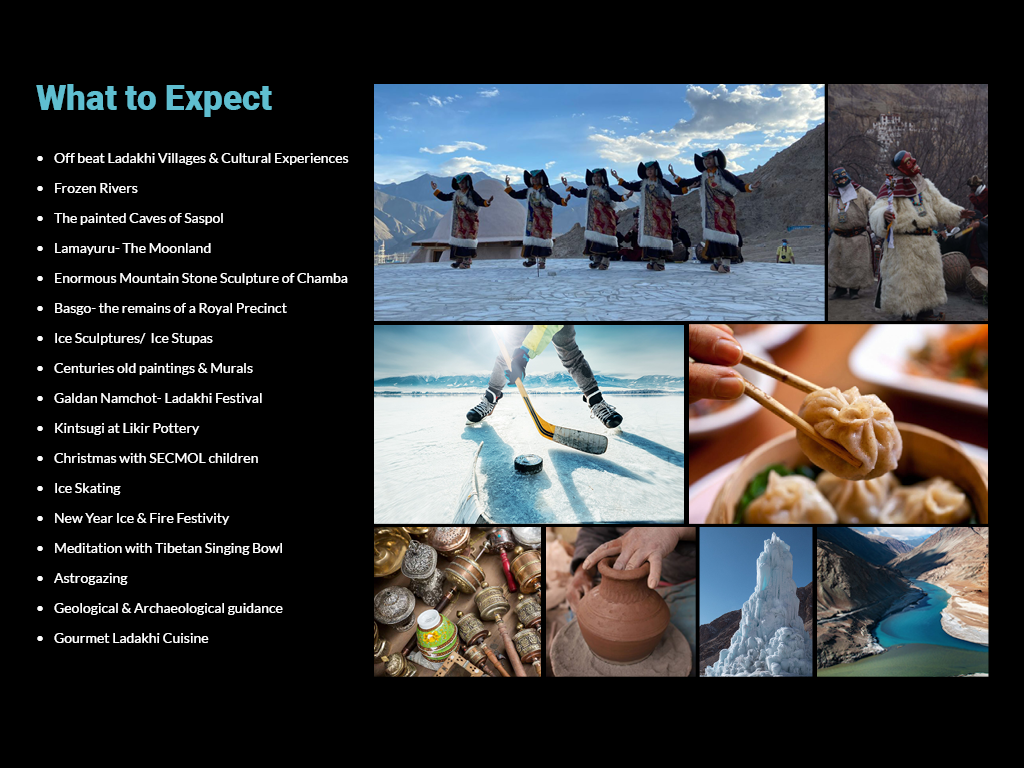 What to Expect
• Off beat Ladakhi Villages & Cultural Experiences
• Frozen Rivers
• The painted Caves of Saspol
• Lamayuru- The Moonland
• Enormous Mountain Stone Sculpture of Chamba
• Basgo- the remains of a Royal Precinct
• Ice Sculptures/  Ice Stupas
• Centuries old paintings & Murals
• Galdan Namchot- Ladakhi Festival
• Kintsugi at Likir Pottery
• Christmas with SECMOL children
• Ice Skating
• New Year Ice & Fire Festivity
• Meditation with Tibetan Singing Bowl
• Astrogazing
• Geological & Archaeological guidance
• Gourmet Ladakhi Cuisine